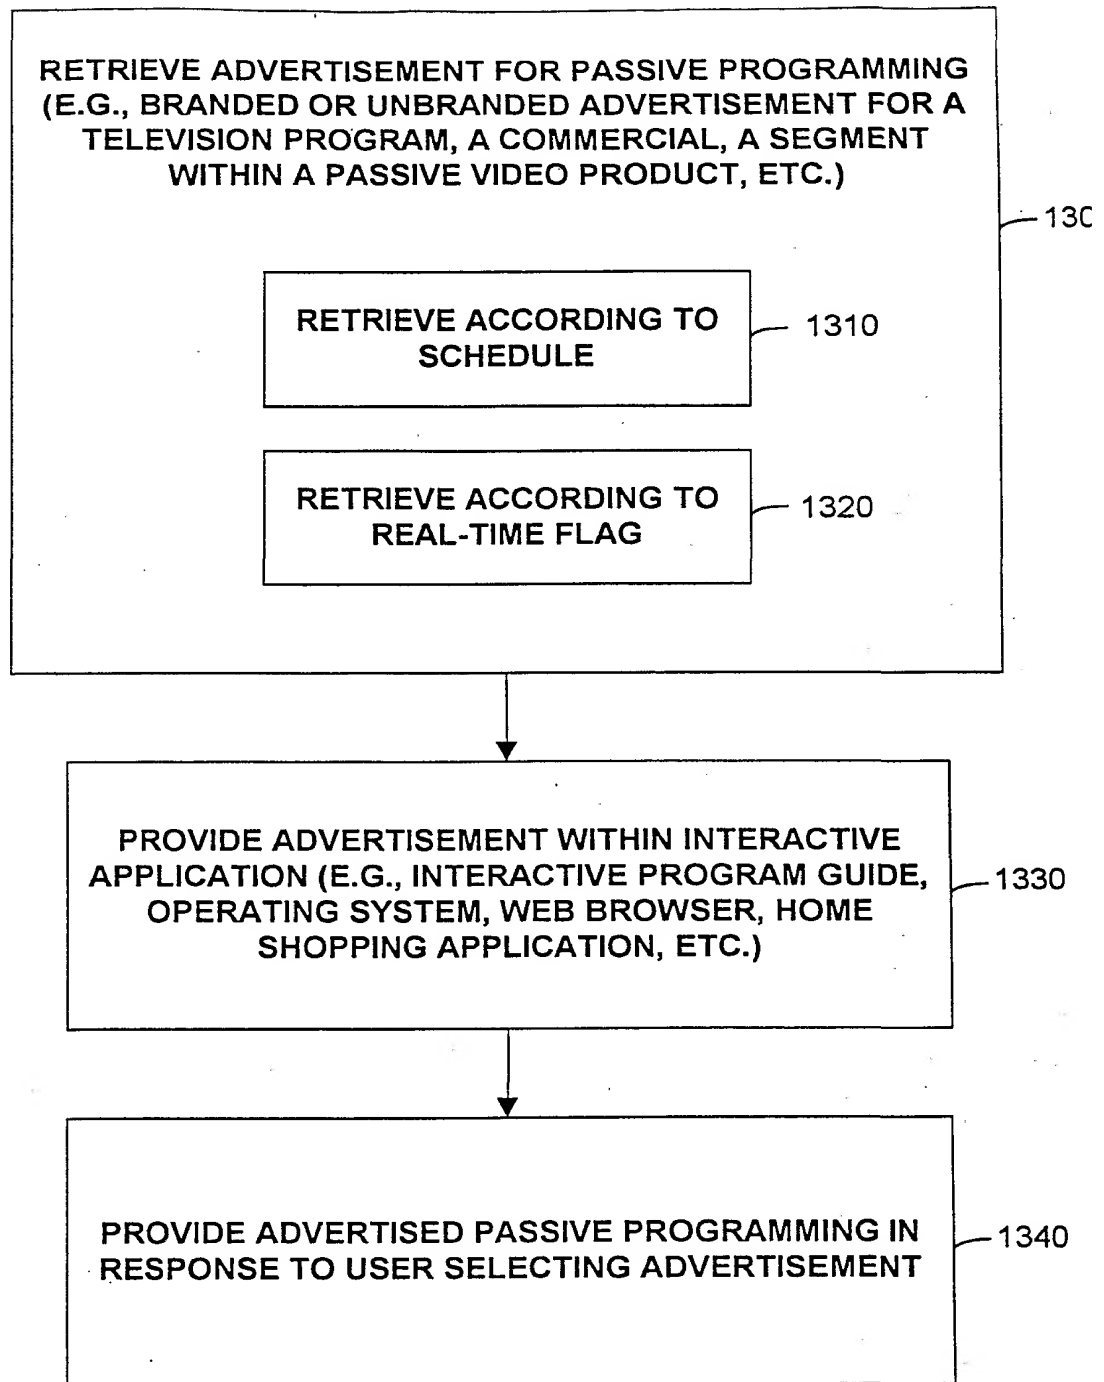 RETRIEVE ADVERTISEMENT FOR PASSIVE PROGRAMMING
(E.G., BRANDED OR UNBRANDED ADVERTISEMENT FOR A
TELEVISION PROGRAM, A COMMERCIAL, A SEGMENT
WITHIN A PASSIVE VIDEO PRODUCT, ETC.)
RETRIEVE ACCORDING TO
SCHEDULE
1310
RETRIEVE ACCORDING TO
REAL-TIME FLAG
1320
PROVIDE ADVERTISEMENT WITHIN INTERACTIVE
APPLICATION (E.G., INTERACTIVE PROGRAM GUIDE,
OPERATING SYSTEM, WEB BROWSER, HOME
SHOPPING APPLICATION, ETC.)
1330
PROVIDE ADVERTISED PASSIVE PROGRAMMING IN
RESPONSE TO USER SELECTING ADVERTISEMENT
1340